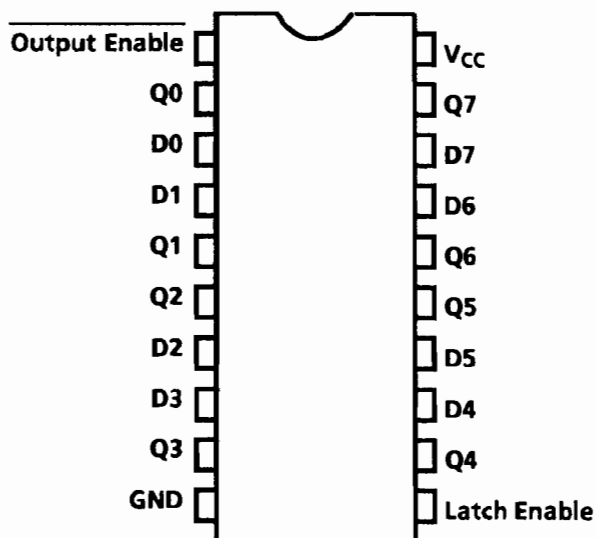 Output Enable
VCC
Q0
Q7
D0
D7
D1
D6
Q1
Q6
Q2
Q5
D2
D5
D3
D4
Q3
Q4
GND
Latch Enable